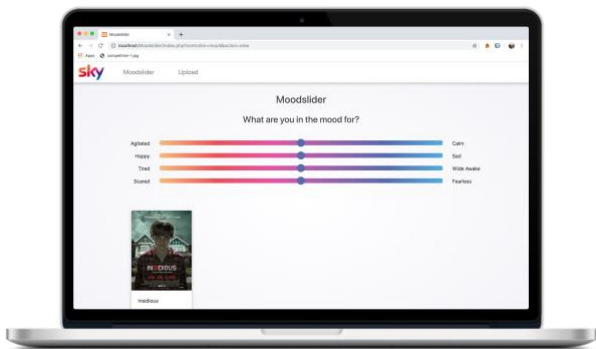 Moodslider
sky
Moodslider Upload
Moodslider
What are you in the mood for?
Agitated Calm
Happy Sad
Tired Wide Awake
Scared Fearless
INSIDIOUS
Insidious